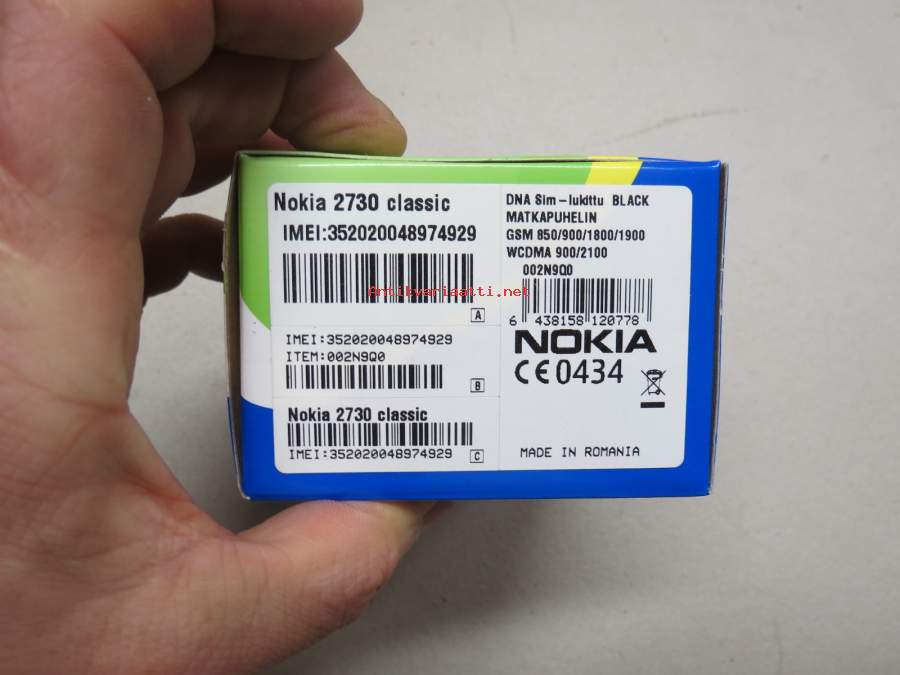 Nokia 2730 classic
IMEI:352020048974929
A
IMEI:352020048974929
ITEM:002N9Q0
B
Nokia 2730 classic
IMEI:352020048974929
C
DNA Sim-lukittu BLACK
MATKAPUHELIN
GSM 850/900/1800/1900
WCDMA 900/2100
002N9Q0
6 438158 120778
NOKIA
CE0434
MADE IN ROMANIA
Antikvariaatti.net